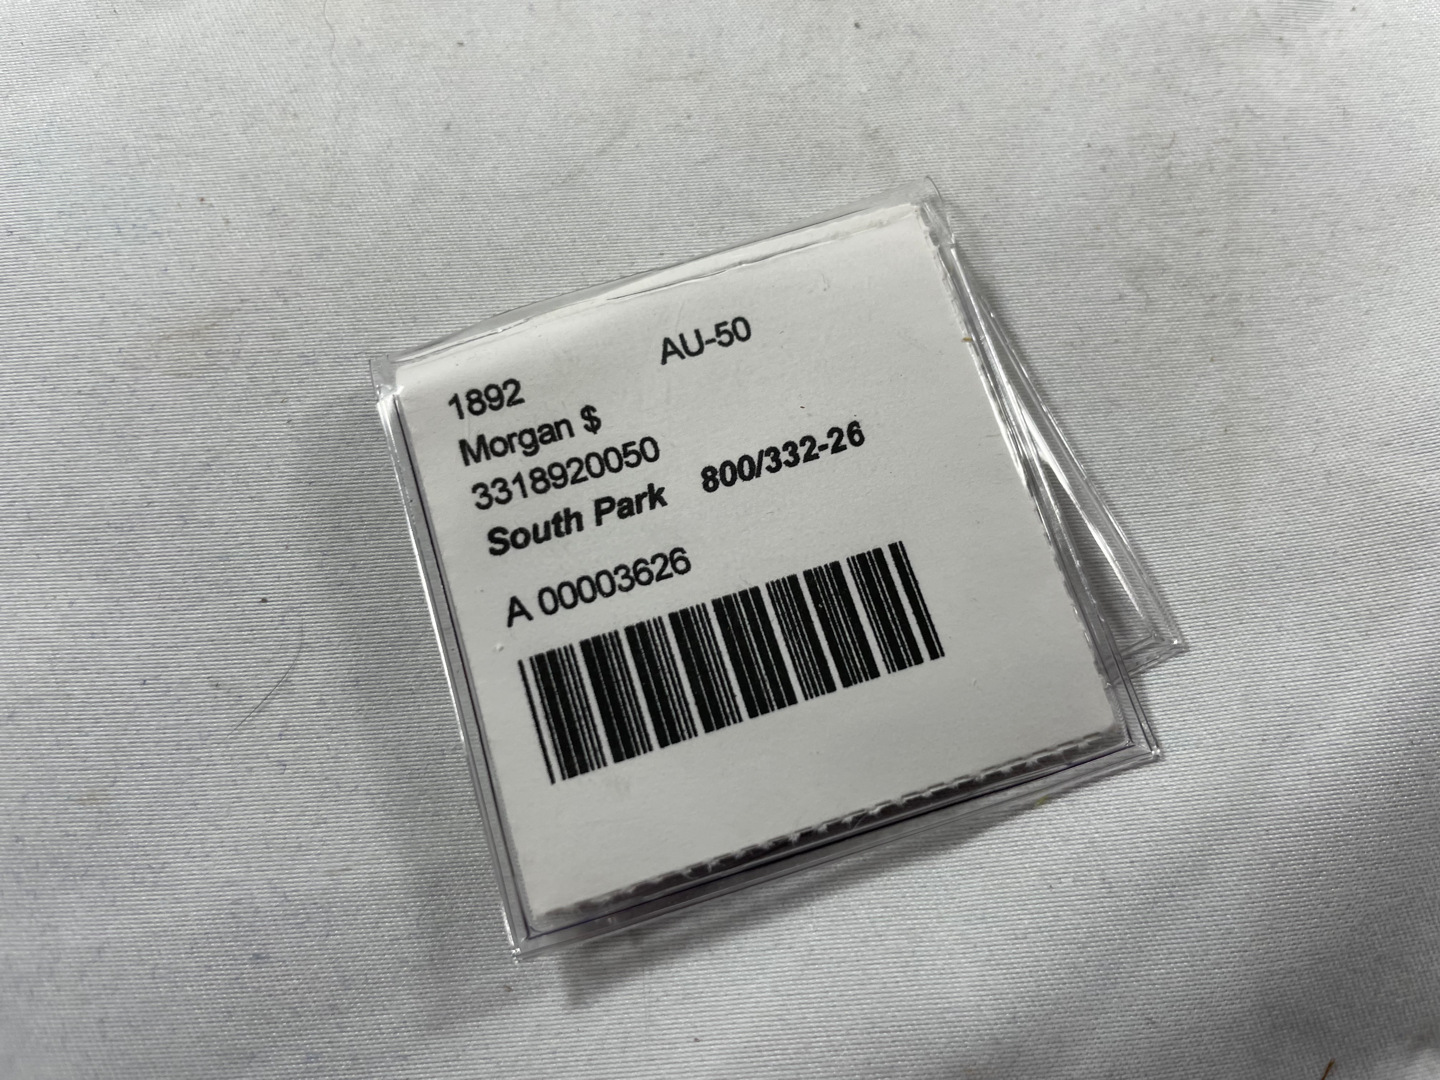 AU-50
1892
Morgan $
3318920050
South Park 800/332-26
A 00003626